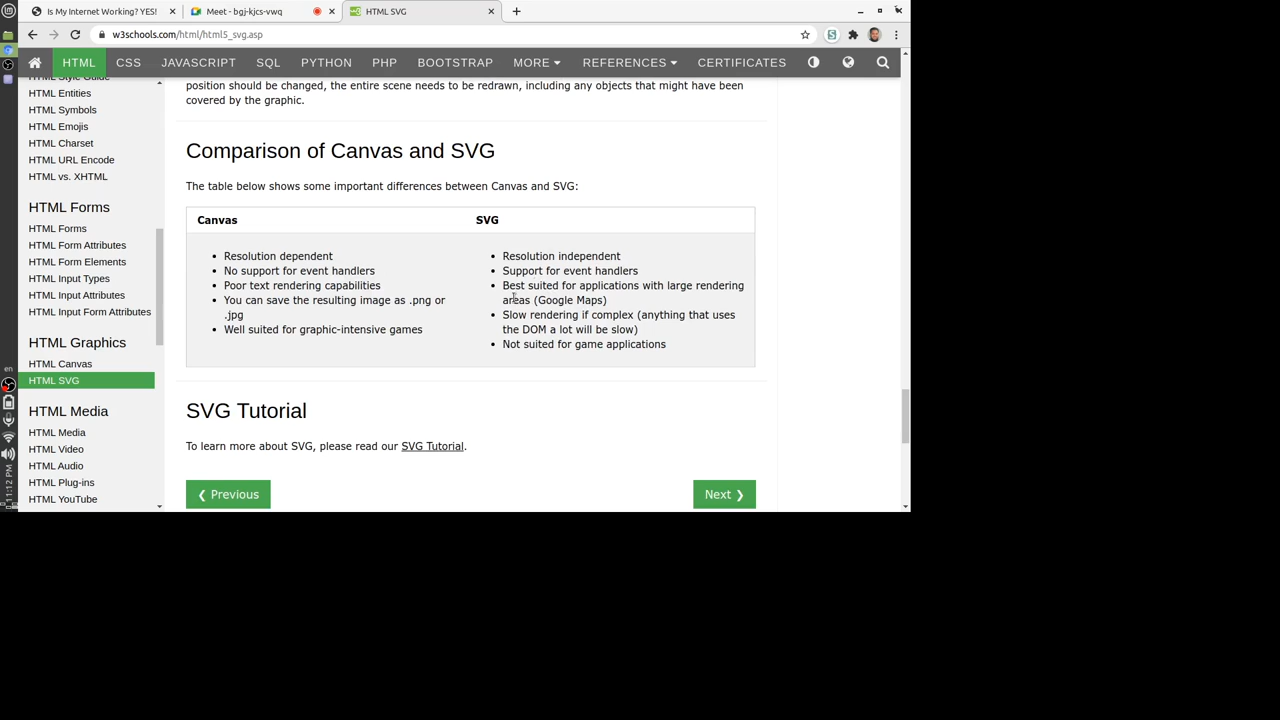 Is My Internet Working? YES!
Meet - bgj-kjcs-vwq
HTML SVG
w3schools.com/html/html5_svg.asp
HTML CSS JAVASCRIPT SQL PYTHON PHP BOOTSTRAP MORE REFERENCES CERTIFICATES
HTML Style Guide
HTML Entities
HTML Symbols
HTML Emojis
HTML Charset
HTML URL Encode
HTML vs. XHTML
HTML Forms
HTML Forms
HTML Form Attributes
HTML Form Elements
HTML Input Types
HTML Input Attributes
HTML Input Form Attributes
HTML Graphics
HTML Canvas
HTML SVG
HTML Media
HTML Media
HTML Video
HTML Audio
HTML Plug-ins
HTML YouTube
position should be changed, the entire scene needs to be redrawn, including any objects that might have been
covered by the graphic.
Comparison of Canvas and SVG
The table below shows some important differences between Canvas and SVG:
Canvas
Resolution dependent
No support for event handlers
Poor text rendering capabilities
You can save the resulting image as .png or
.jpg
Well suited for graphic-intensive games
SVG
Resolution independent
Support for event handlers
Best suited for applications with large rendering
areas (Google Maps)
Slow rendering if complex (anything that uses
the DOM a lot will be slow)
Not suited for game applications
SVG Tutorial
To learn more about SVG, please read our SVG Tutorial.
❮ Previous
Next ❯
en
11:12 PM